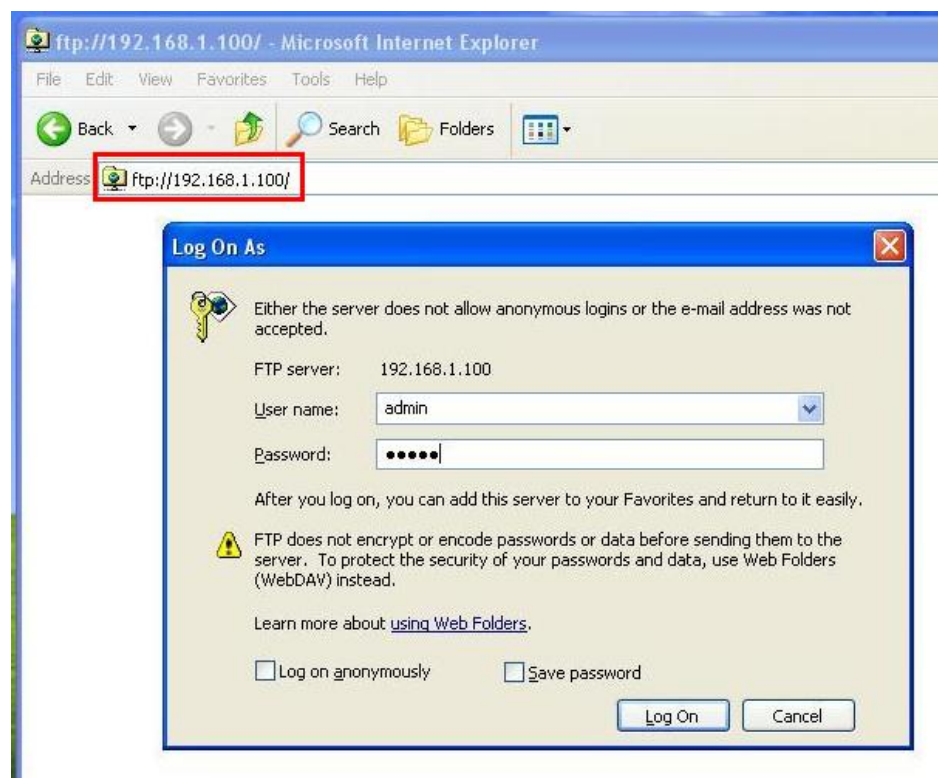 ftp://192.168.1.100/ - Microsoft Internet Explorer
File Edit View Favorites Tools Help
Back Search Folders
Address ftp://192.168.1.100/
Log On As
Either the server does not allow anonymous logins or the e-mail address was not
accepted.
FTP server: 192.168.1.100
User name: admin
Password: •••••
After you log on, you can add this server to your Favorites and return to it easily.
FTP does not encrypt or encode passwords or data before sending them to the
server. To protect the security of your passwords and data, use Web Folders
(WebDAV) instead.
Learn more about using Web Folders.
Log on anonymously Save password
Log On Cancel